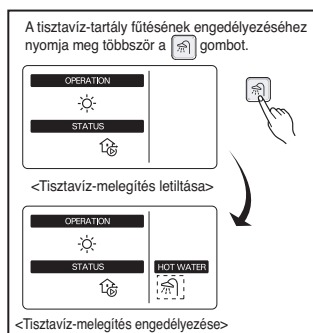 A tisztavíz-tartály fűtésének engedélyezéséhez
nyomja meg többször a gombot.
OPERATION
STATUS
<Tisztavíz-melegítés letiltása>
OPERATION
STATUS HOT WATER
<Tisztavíz-melegítés engedélyezése>